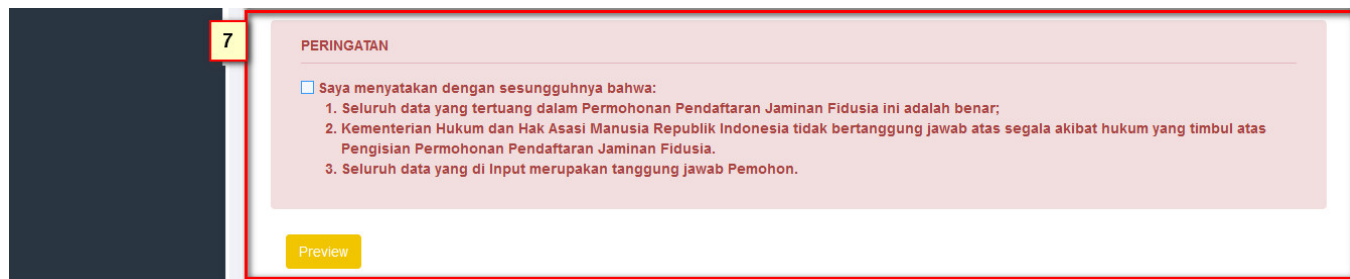 7
PERINGATAN
Saya menyatakan dengan sesungguhnya bahwa:
1. Seluruh data yang tertuang dalam Permohonan Pendaftaran Jaminan Fidusia ini adalah benar;
2. Kementerian Hukum dan Hak Asasi Manusia Republik Indonesia tidak bertanggung jawab atas segala akibat hukum yang timbul atas
Pengisian Permohonan Pendaftaran Jaminan Fidusia.
3. Seluruh data yang di Input merupakan tanggung jawab Pemohon.
Preview